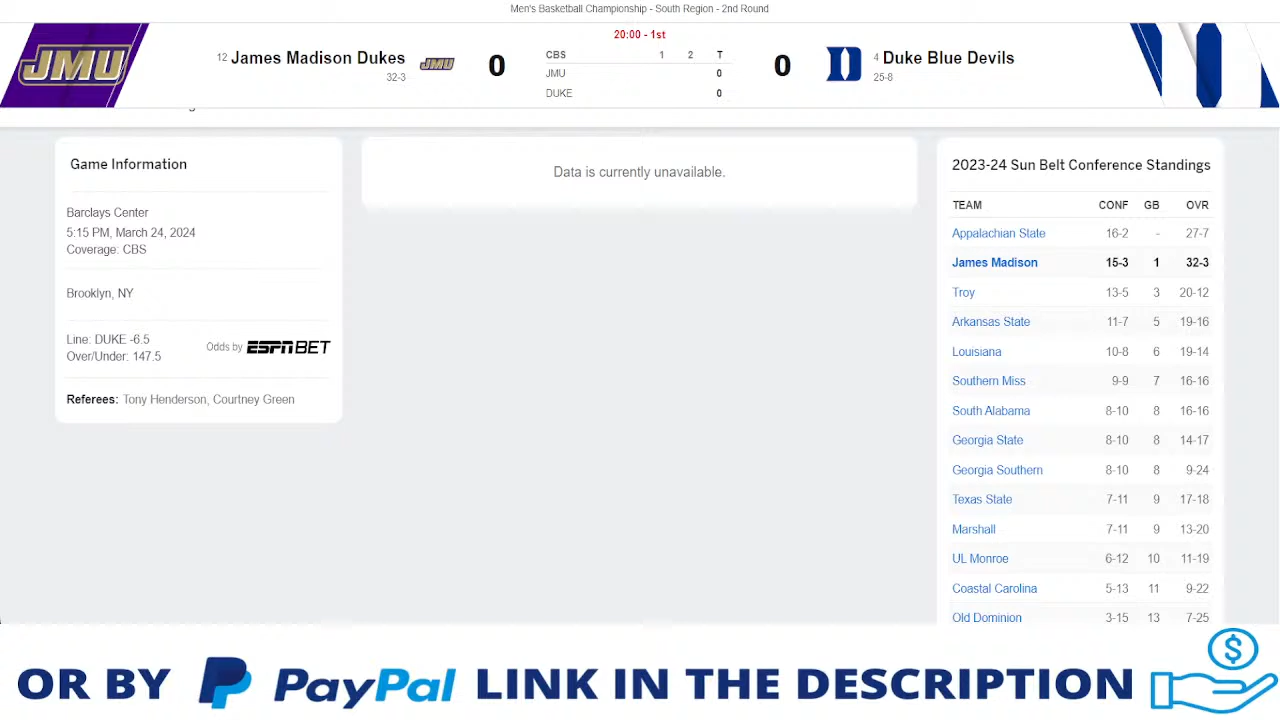 Men's Basketball Championship - South Region - 2nd Round
JMU
12 James Madison Dukes
32-3
JMU
0
20:00 - 1st
CBS 1 2 T
JMU 0
DUKE 0
0
D
4 Duke Blue Devils
25-8
Game Information
Barclays Center
5:15 PM, March 24, 2024
Coverage: CBS
Brooklyn, NY
Line: DUKE -6.5
Over/Under: 147.5
Odds by ESPN BET
Referees: Tony Henderson, Courtney Green
Data is currently unavailable.
2023-24 Sun Belt Conference Standings
TEAM CONF GB OVR
Appalachian State 16-2 - 27-7
James Madison 15-3 1 32-3
Troy 13-5 3 20-12
Arkansas State 11-7 5 19-16
Louisiana 10-8 6 19-14
Southern Miss 9-9 7 16-16
South Alabama 8-10 8 16-16
Georgia State 8-10 8 14-17
Georgia Southern 8-10 8 9-24
Texas State 7-11 9 17-18
Marshall 7-11 9 13-20
UL Monroe 6-12 10 11-19
Coastal Carolina 5-13 11 9-22
Old Dominion 3-15 13 7-25
OR BY PayPal LINK IN THE DESCRIPTION
$